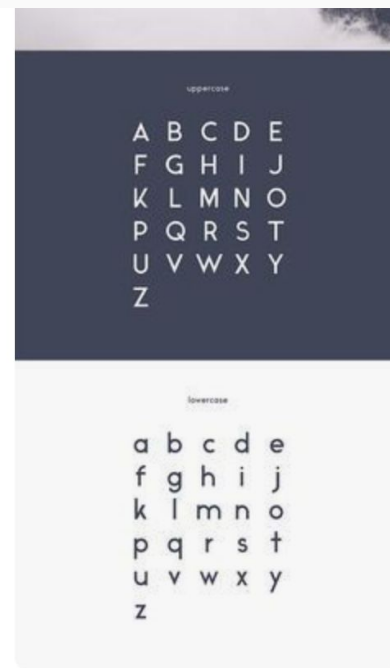 uppercase
A B C D E
F G H I J
K L M N O
P Q R S T
U V W X Y
Z
lowercase
a b c d e
f g h i j
k l m n o
p q r s t
u v w x y
z